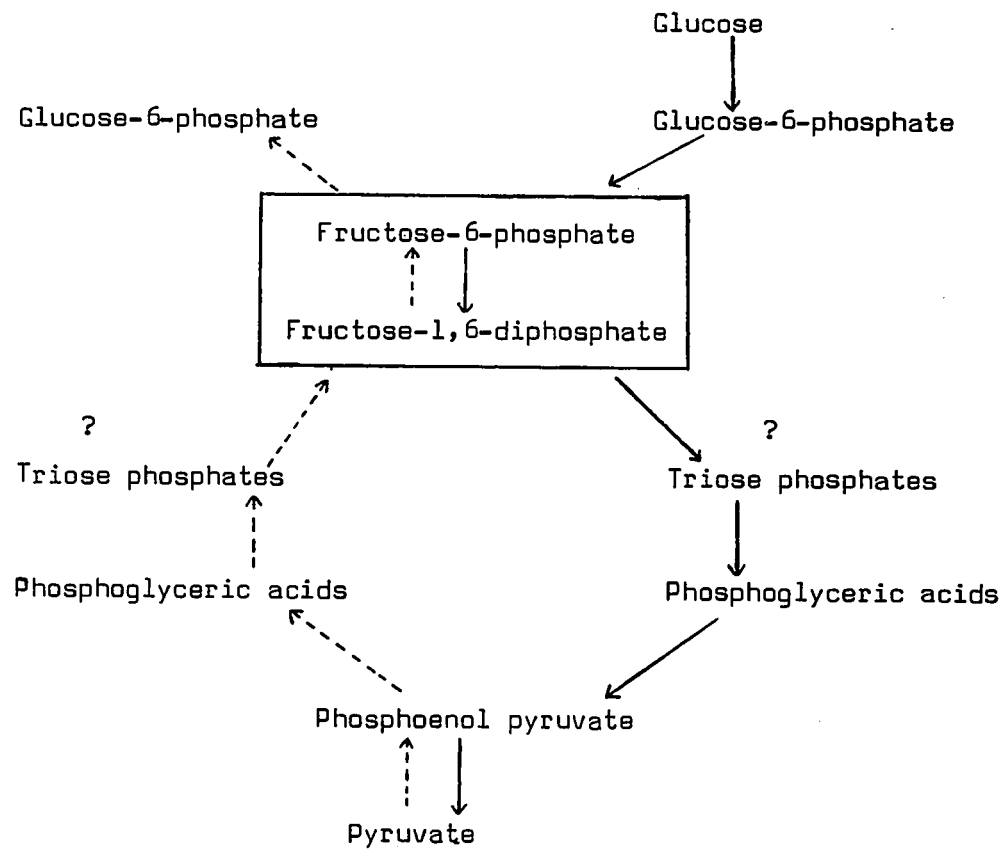 Glucose
Glucose-6-phosphate
Glucose-6-phosphate
Fructose-6-phosphate
Fructose-1,6-diphosphate
?
?
Triose phosphates
Triose phosphates
Phosphoglyceric acids
Phosphoglyceric acids
Phosphoenol pyruvate
Pyruvate